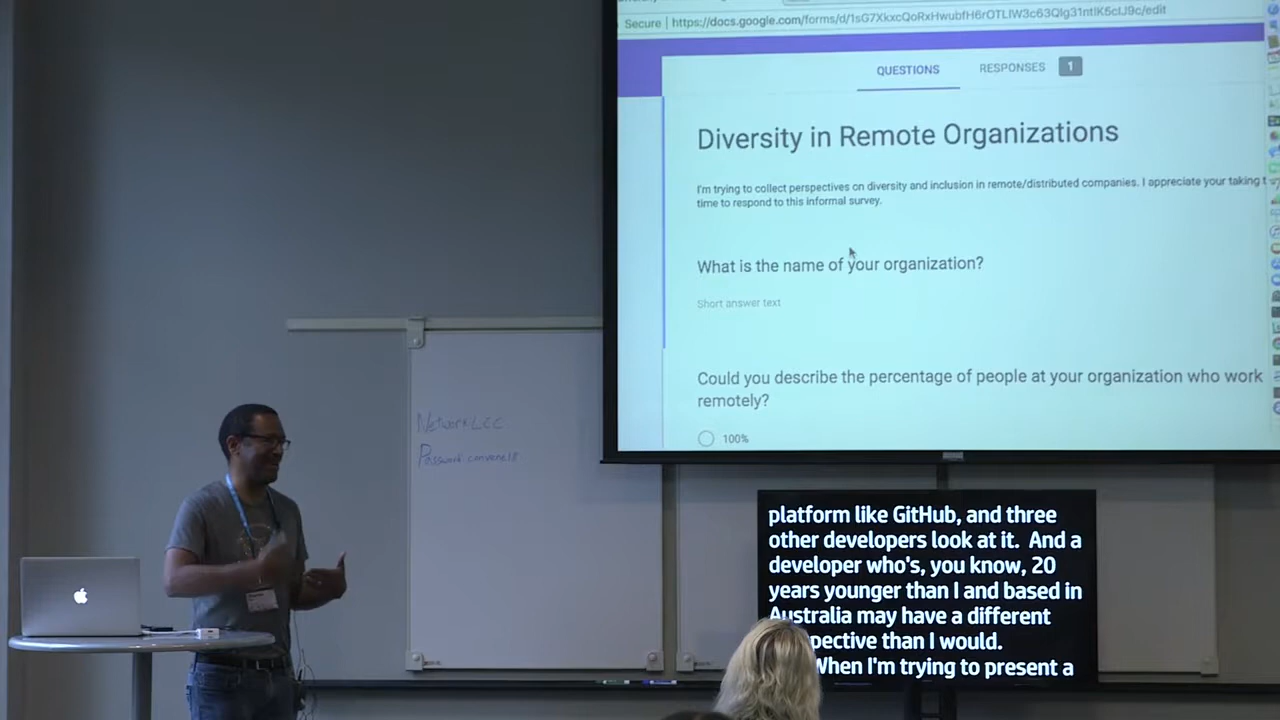 Secure | https://docs.google.com/forms/d/1sG7XkxcQoRxHwubfH6rOTLIW3c63QIg31ntIK5cIJ9c/edit
QUESTIONS RESPONSES 1
Diversity in Remote Organizations
I'm trying to collect perspectives on diversity and inclusion in remote/distributed companies. I appreciate your taking
time to respond to this informal survey.
What is the name of your organization?
Short answer text
Could you describe the percentage of people at your organization who work
remotely?
100%
Network LCC
Password: convene18
platform like GitHub, and three
other developers look at it. And a
developer who's, you know, 20
years younger than I and based in
Australia may have a different
than I would.
When I'm trying to present a